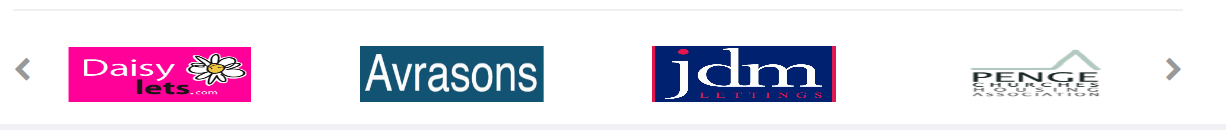 Daisy
lets.com
Avrasons
jdm
LETTINGS
PENGE
CHURCHES
HOUSING
ASSOCIATION